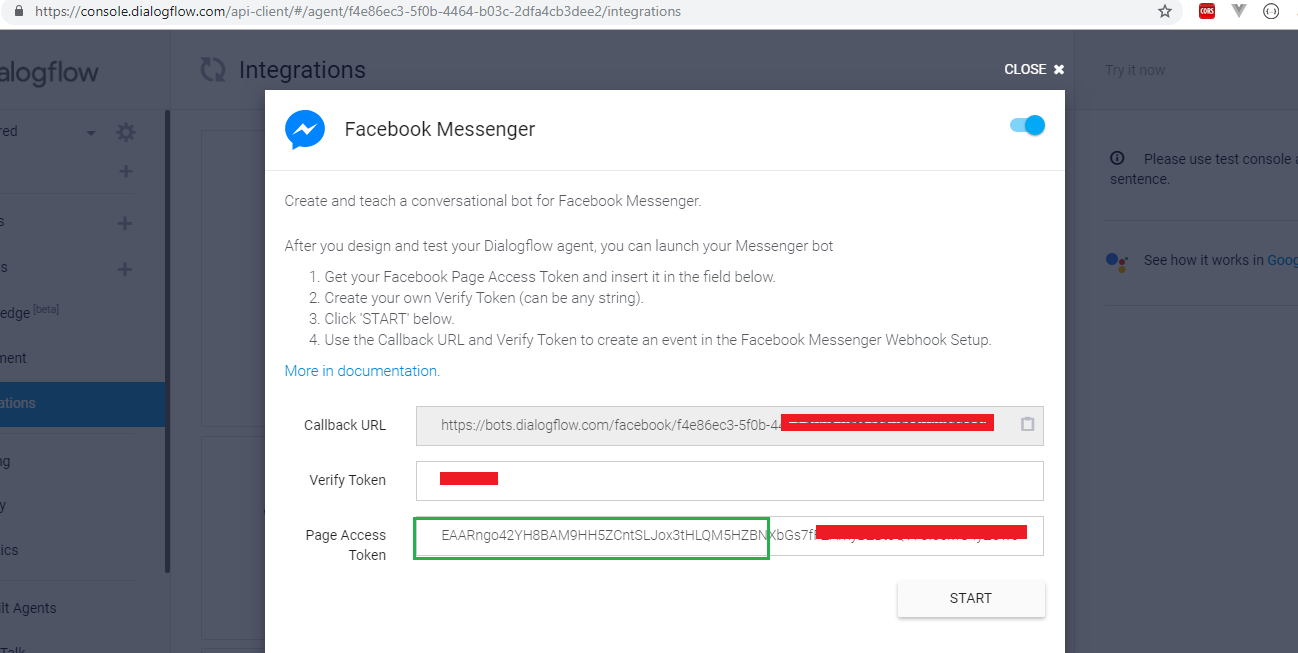 https://console.dialogflow.com/api-client/#/agent/f4e86ec3-5f0b-4464-b03c-2dfa4cb3dee2/integrations
CORS
alogflow
Integrations
CLOSE ✖
Try it now
red
Facebook Messenger
Please use test console a
sentence.
Create and teach a conversational bot for Facebook Messenger.
s
After you design and test your Dialogflow agent, you can launch your Messenger bot
See how it works in Goog
s
1. Get your Facebook Page Access Token and insert it in the field below.
2. Create your own Verify Token (can be any string).
edge [beta]
3. Click 'START' below.
4. Use the Callback URL and Verify Token to create an event in the Facebook Messenger Webhook Setup.
ment
More in documentation.
ations
Callback URL
https://bots.dialogflow.com/facebook/f4e86ec3-5f0b-44
ng
Verify Token
y
Page Access
Token
EAARngo42YH8BAM9HH5ZCntSLJox3tHLQM5HZBNXbGs7f
ics
START
lt Agents
Talk